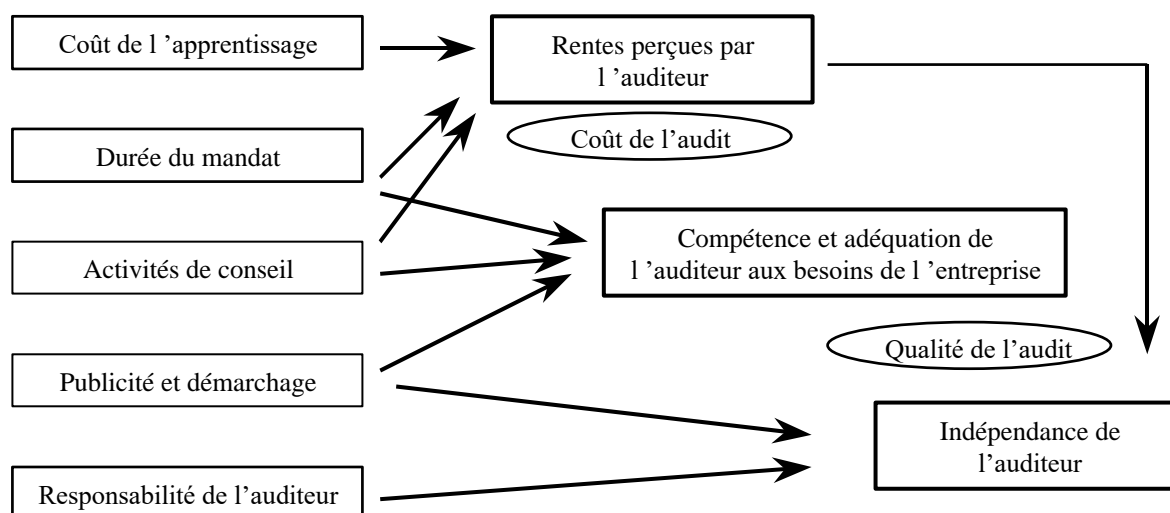 Coût de l ’apprentissage
Rentes perçues par
l ’auditeur
Coût de l’audit
Durée du mandat
Compétence et adéquation de
l ’auditeur aux besoins de l ’entreprise
Activités de conseil
Qualité de l’audit
Publicité et démarchage
Indépendance de
l’auditeur
Responsabilité de l’auditeur